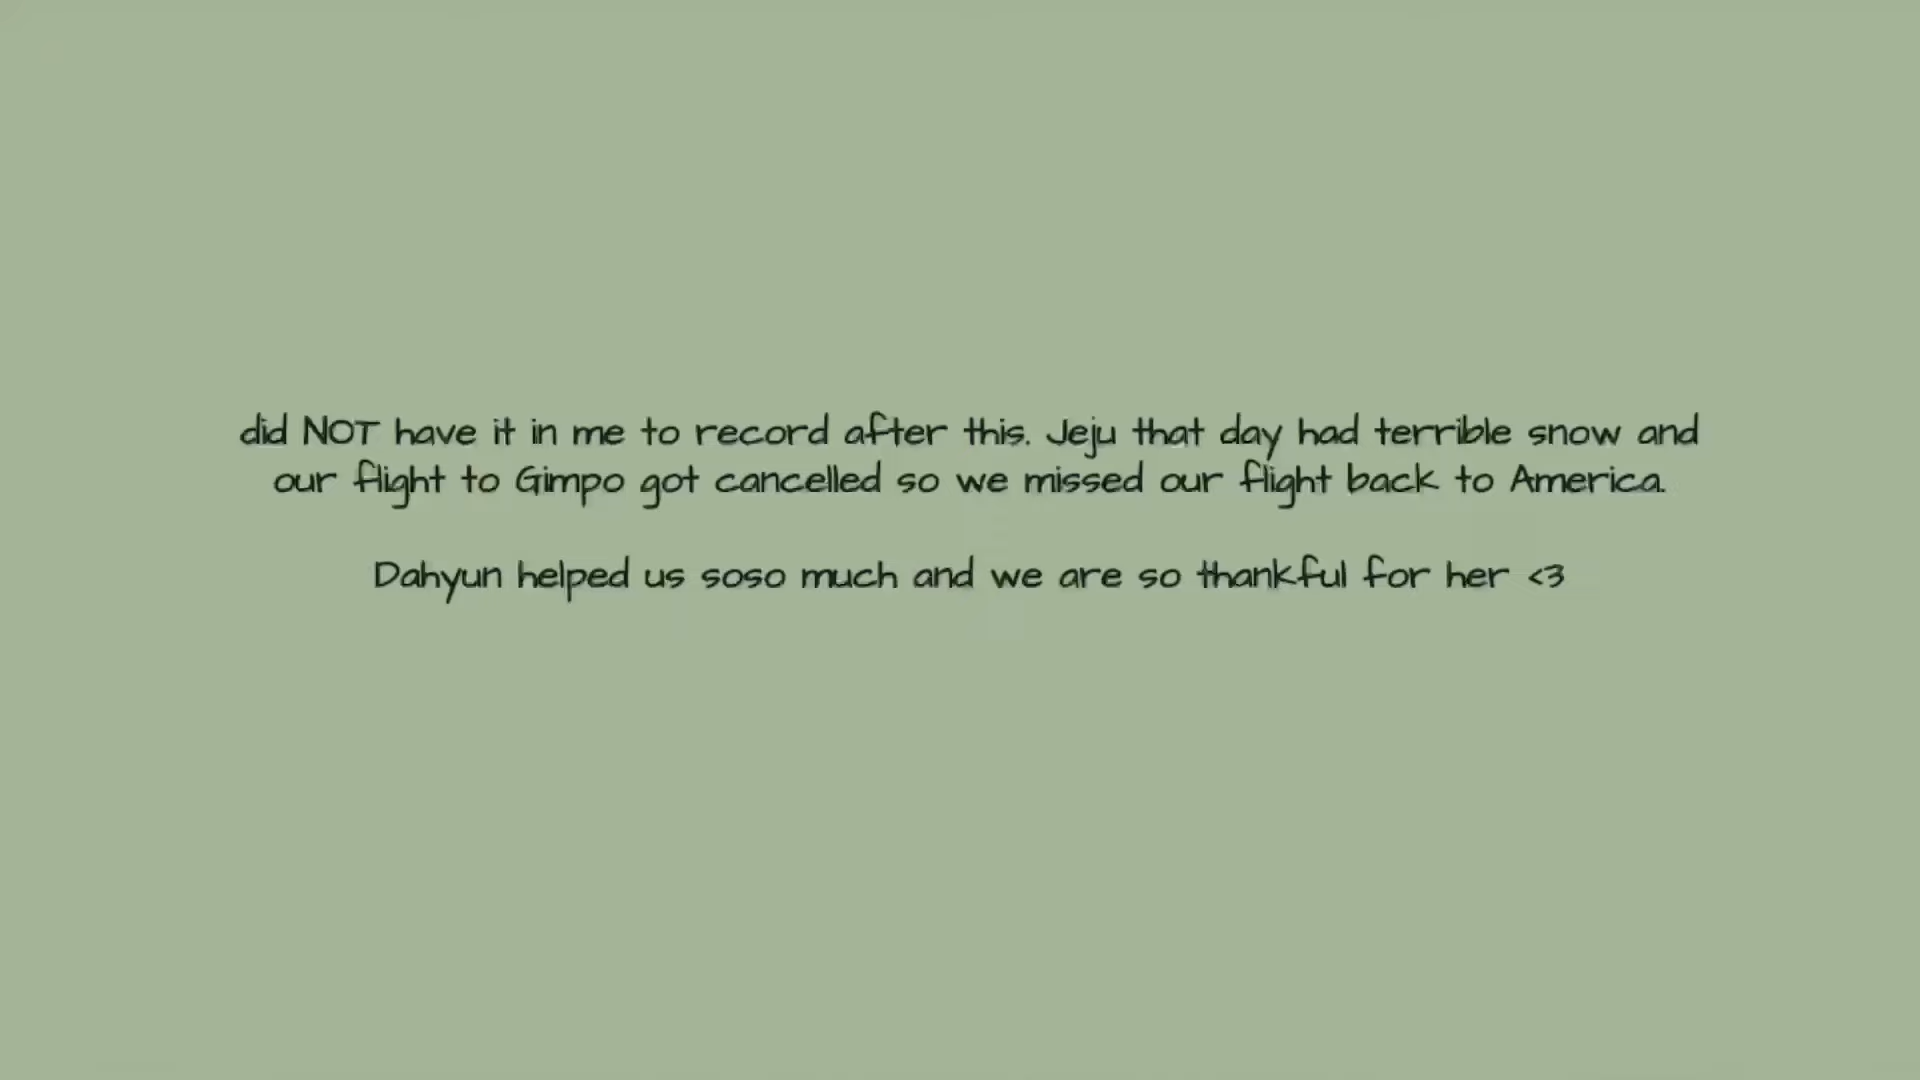 did NOT have it in me to record after this. Jeju that day had terrible snow and
our flight to Gimpo got cancelled so we missed our flight back to America.
Dahyun helped us soso much and we are so thankful for her <3